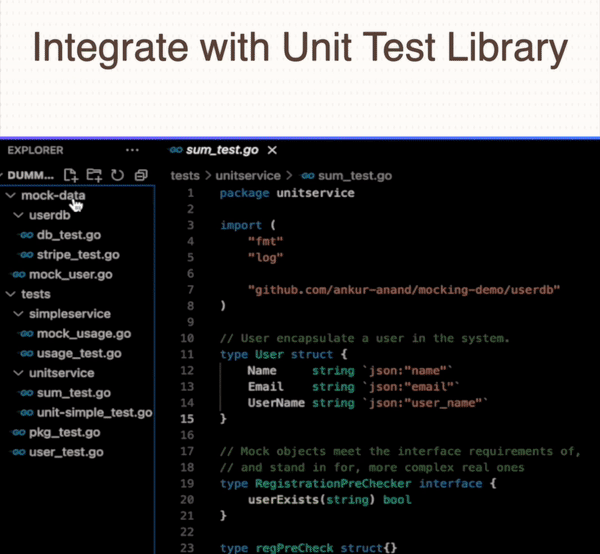 Integrate with Unit Test Library
EXPLORER
DUMM...
mock-data
userdb
db_test.go
stripe_test.go
mock_user.go
tests
simpleservice
mock_usage.go
usage_test.go
unitservice
sum_test.go
unit-simple_test.go
pkg_test.go
user_test.go
sum_test.go
tests > unitservice > sum_test.go
1 package unitservice
2
3 import (
4 "fmt"
5 "log"
6
7 "github.com/ankur-anand/mocking-demo/userdb"
8 )
9
10 // User encapsulate a user in the system.
11 type User struct {
12 Name string `json:"name"`
13 Email string `json:"email"`
14 UserName string `json:"user_name"`
15 }
16
17 // Mock objects meet the interface requirements of,
18 // and stand in for, more complex real ones
19 type RegistrationPreChecker interface {
20 userExists(string) bool
21 }
22
23 type regPreCheck struct{}